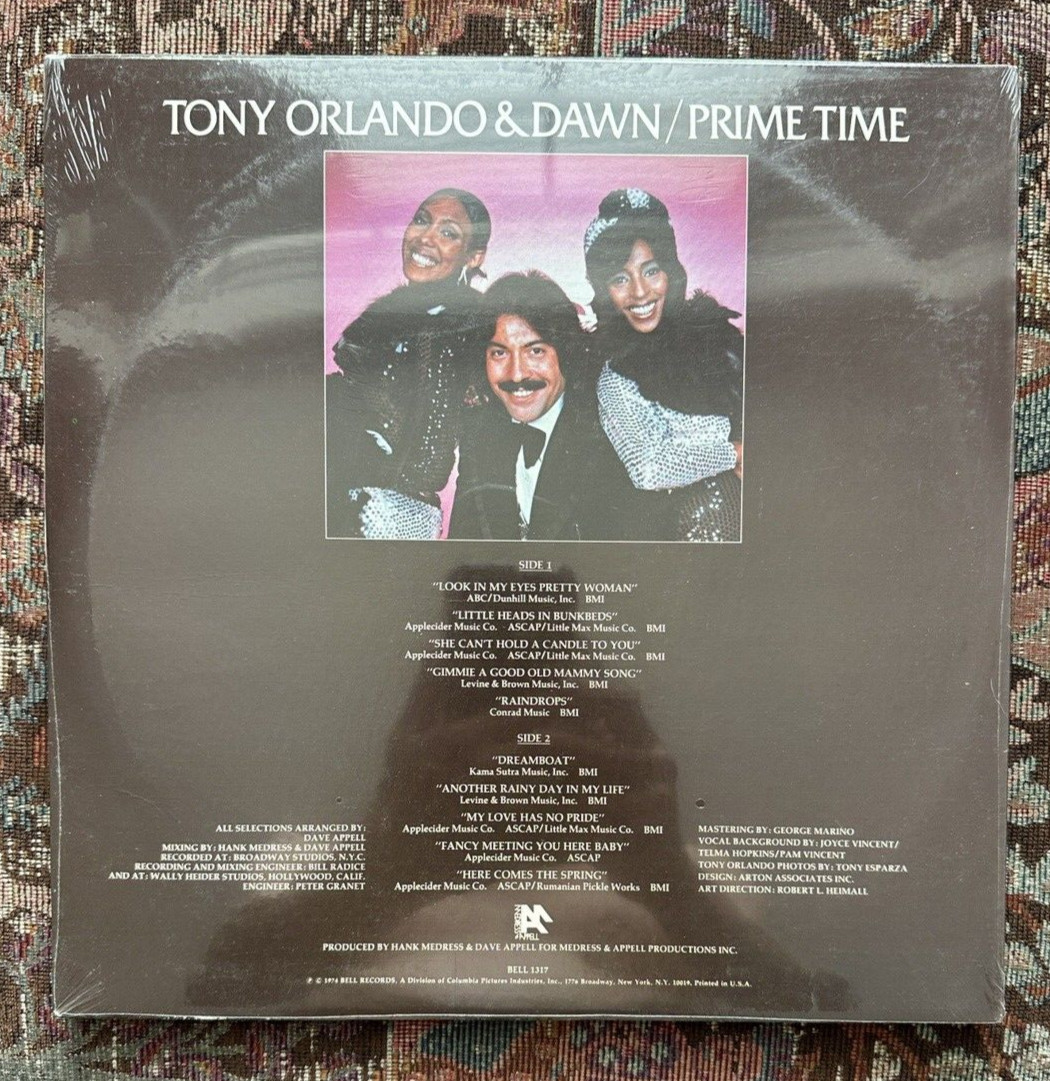 TONY ORLANDO & DAWN/PRIME TIME
SIDE 1
"LOOK IN MY EYES PRETTY WOMAN"
ABC/Dunhill Music, Inc. BMI
"LITTLE HEADS IN BUNKBEDS"
Applecider Music Co. ASCAP/Little Max Music Co. BMI
"SHE CAN'T HOLD A CANDLE TO YOU"
Applecider Music Co. ASCAP/Little Max Music Co. BMI
"GIMMIE A GOOD OLD MAMMY SONG"
Levine & Brown Music, Inc. BMI
"RAINDROPS"
Conrad Music BMI
SIDE 2
"DREAMBOAT"
Kama Sutra Music, Inc. BMI
"ANOTHER RAINY DAY IN MY LIFE"
Levine & Brown Music, Inc. BMI
"MY LOVE HAS NO PRIDE"
Applecider Music Co. ASCAP/Little Max Music Co. BMI
"FANCY MEETING YOU HERE BABY"
Applecider Music Co. ASCAP
"HERE COMES THE SPRING"
Applecider Music Co. ASCAP/Rumanian Pickle Works BMI
ALL SELECTIONS ARRANGED BY:
DAVE APPELL
MIXING BY: HANK MEDRESS & DAVE APPELL
RECORDED AT: BROADWAY STUDIOS, N.Y.C.
RECORDING AND MIXING ENGINEER: BILL RADICE
AND AT: WALLY HEIDER STUDIOS, HOLLYWOOD, CALIF.
ENGINEER: PETER GRANET
MASTERING BY: GEORGE MARINO
VOCAL BACKGROUND BY: JOYCE VINCENT/
TELMA HOPKINS/PAM VINCENT
TONY ORLANDO PHOTOS BY: TONY ESPARZA
DESIGN: ARTON ASSOCIATES INC.
ART DIRECTION: ROBERT L. HEIMALL
MEDRESS
APPELL
PRODUCED BY HANK MEDRESS & DAVE APPELL FOR MEDRESS & APPELL PRODUCTIONS INC.
BELL 1317
℗ © 1974 BELL RECORDS, A Division of Columbia Pictures Industries, Inc., 1776 Broadway, New York, N.Y. 10019, Printed in U.S.A.